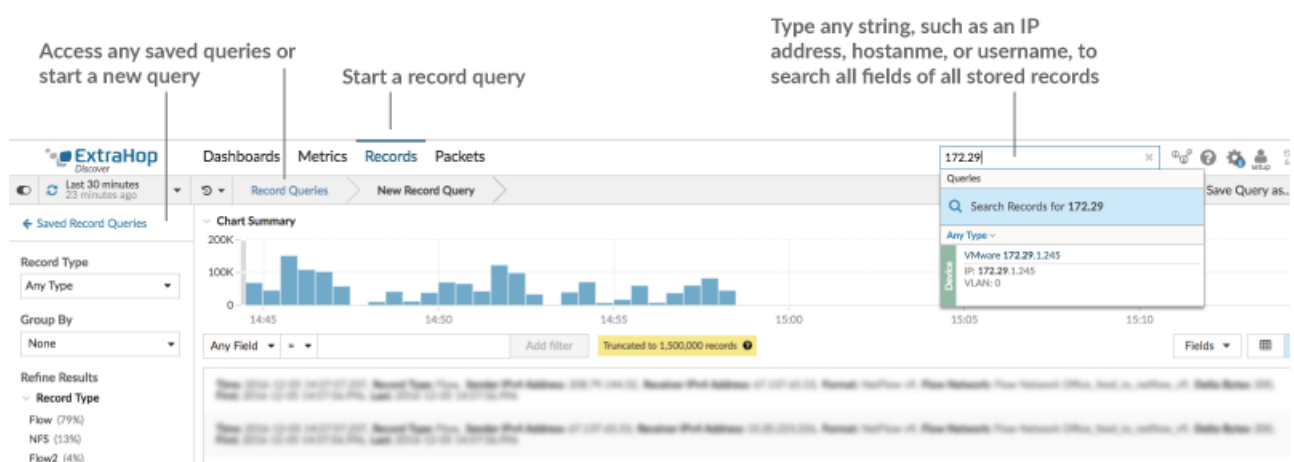 Type any string, such as an IP
address, hostanme, or username, to
search all fields of all stored records
Access any saved queries or
start a new query
Start a record query
ExtraHop
Discover
Dashboards Metrics Records Packets
172.29
setup
Last 30 minutes
23 minutes ago
Record Queries
New Record Query
Queries
Search Records for 172.29
Save Query as...
Any Type
Device
VMware 172.29.1.245
IP: 172.29.1.245
VLAN: 0
Saved Record Queries
Chart Summary
200K
100K
0
14:45 14:50 14:55 15:00 15:05 15:10
Record Type
Any Type
Group By
None
Any Field = Add filter Truncated to 1,500,000 records Fields
Refine Results
Record Type
Flow (79%)
NFS (13%)
Flow2 (4%)